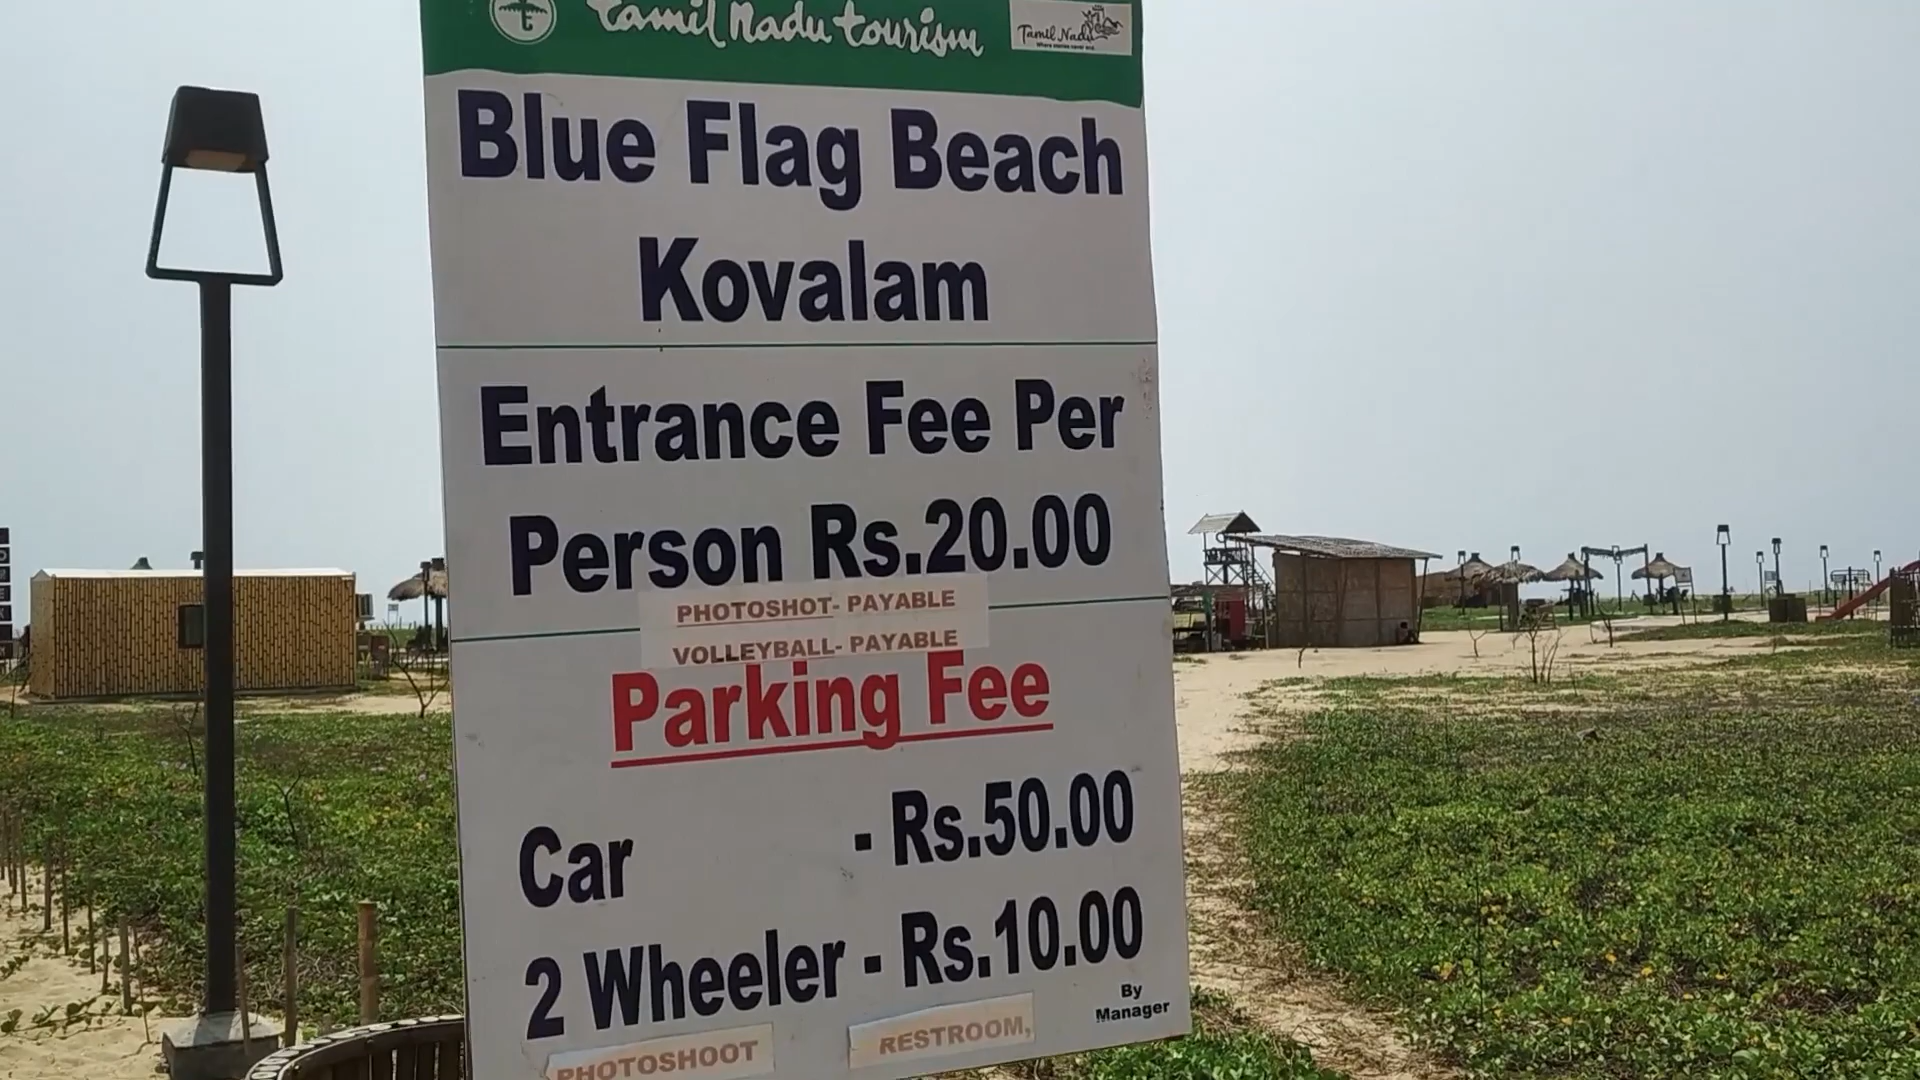 tamil nadu tourism
Tamil Nadu
Blue Flag Beach
Kovalam
Entrance Fee Per
Person Rs.20.00
PHOTOSHOT- PAYABLE
VOLLEYBALL- PAYABLE
Parking Fee
Car - Rs.50.00
2 Wheeler - Rs.10.00
By
Manager
PHOTOSHOOT
RESTROOM,